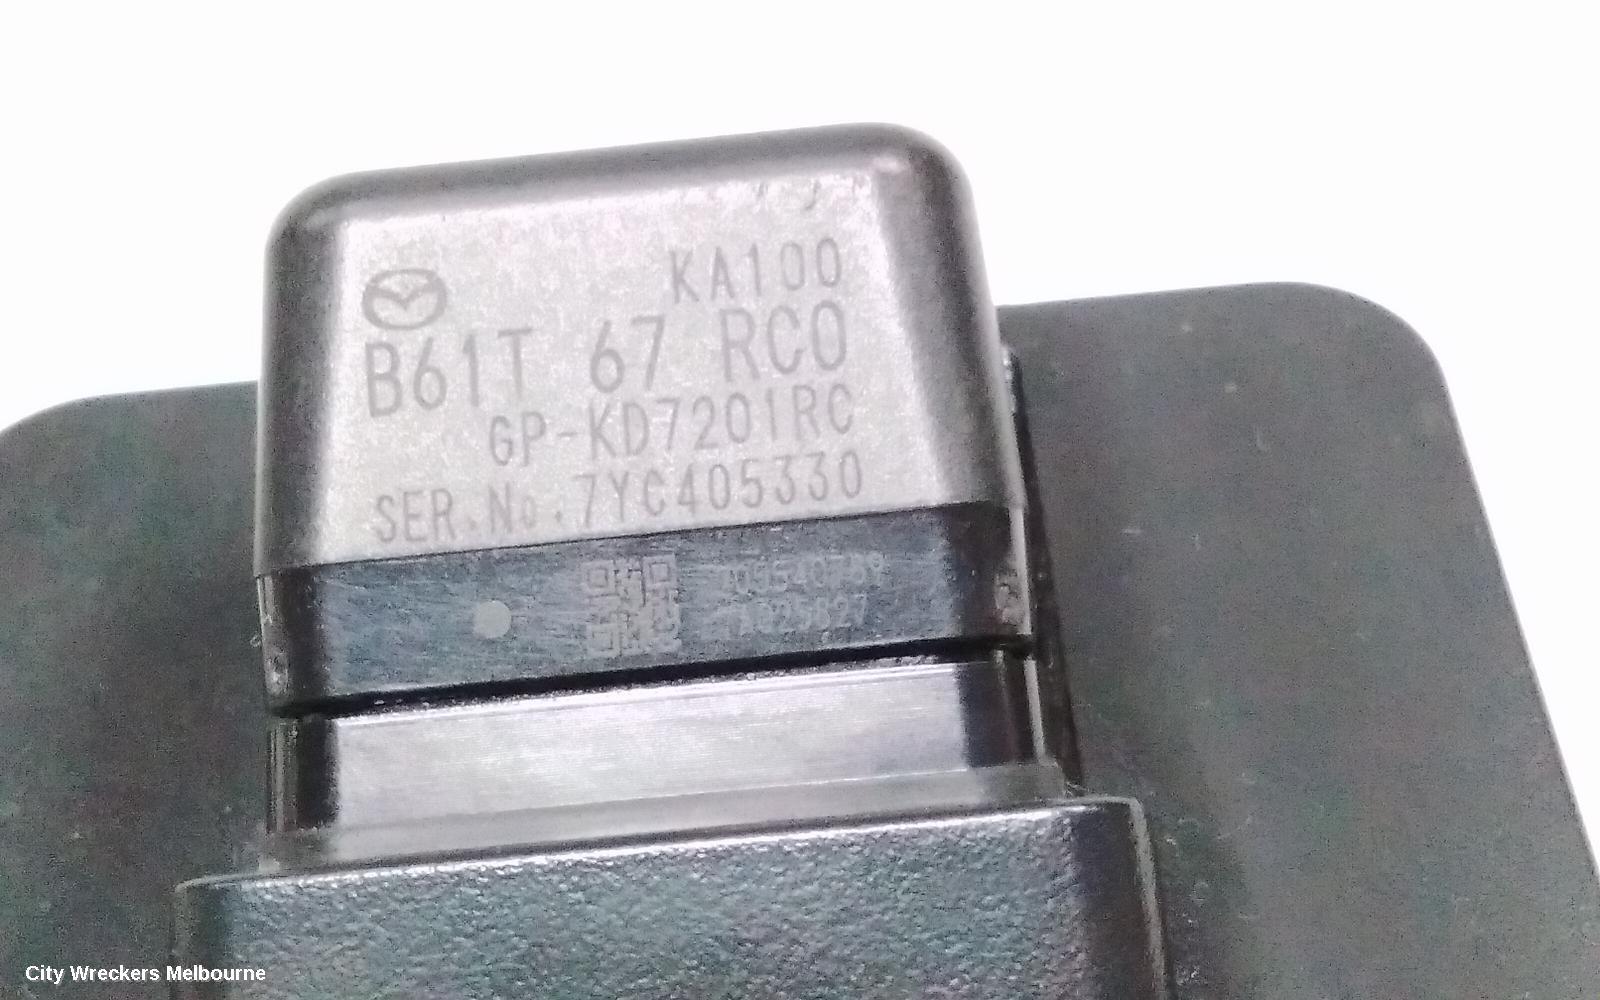 KA100
B61T 67 RC0
GP-KD7201RC
SER.No.7YC405330
City Wreckers Melbourne